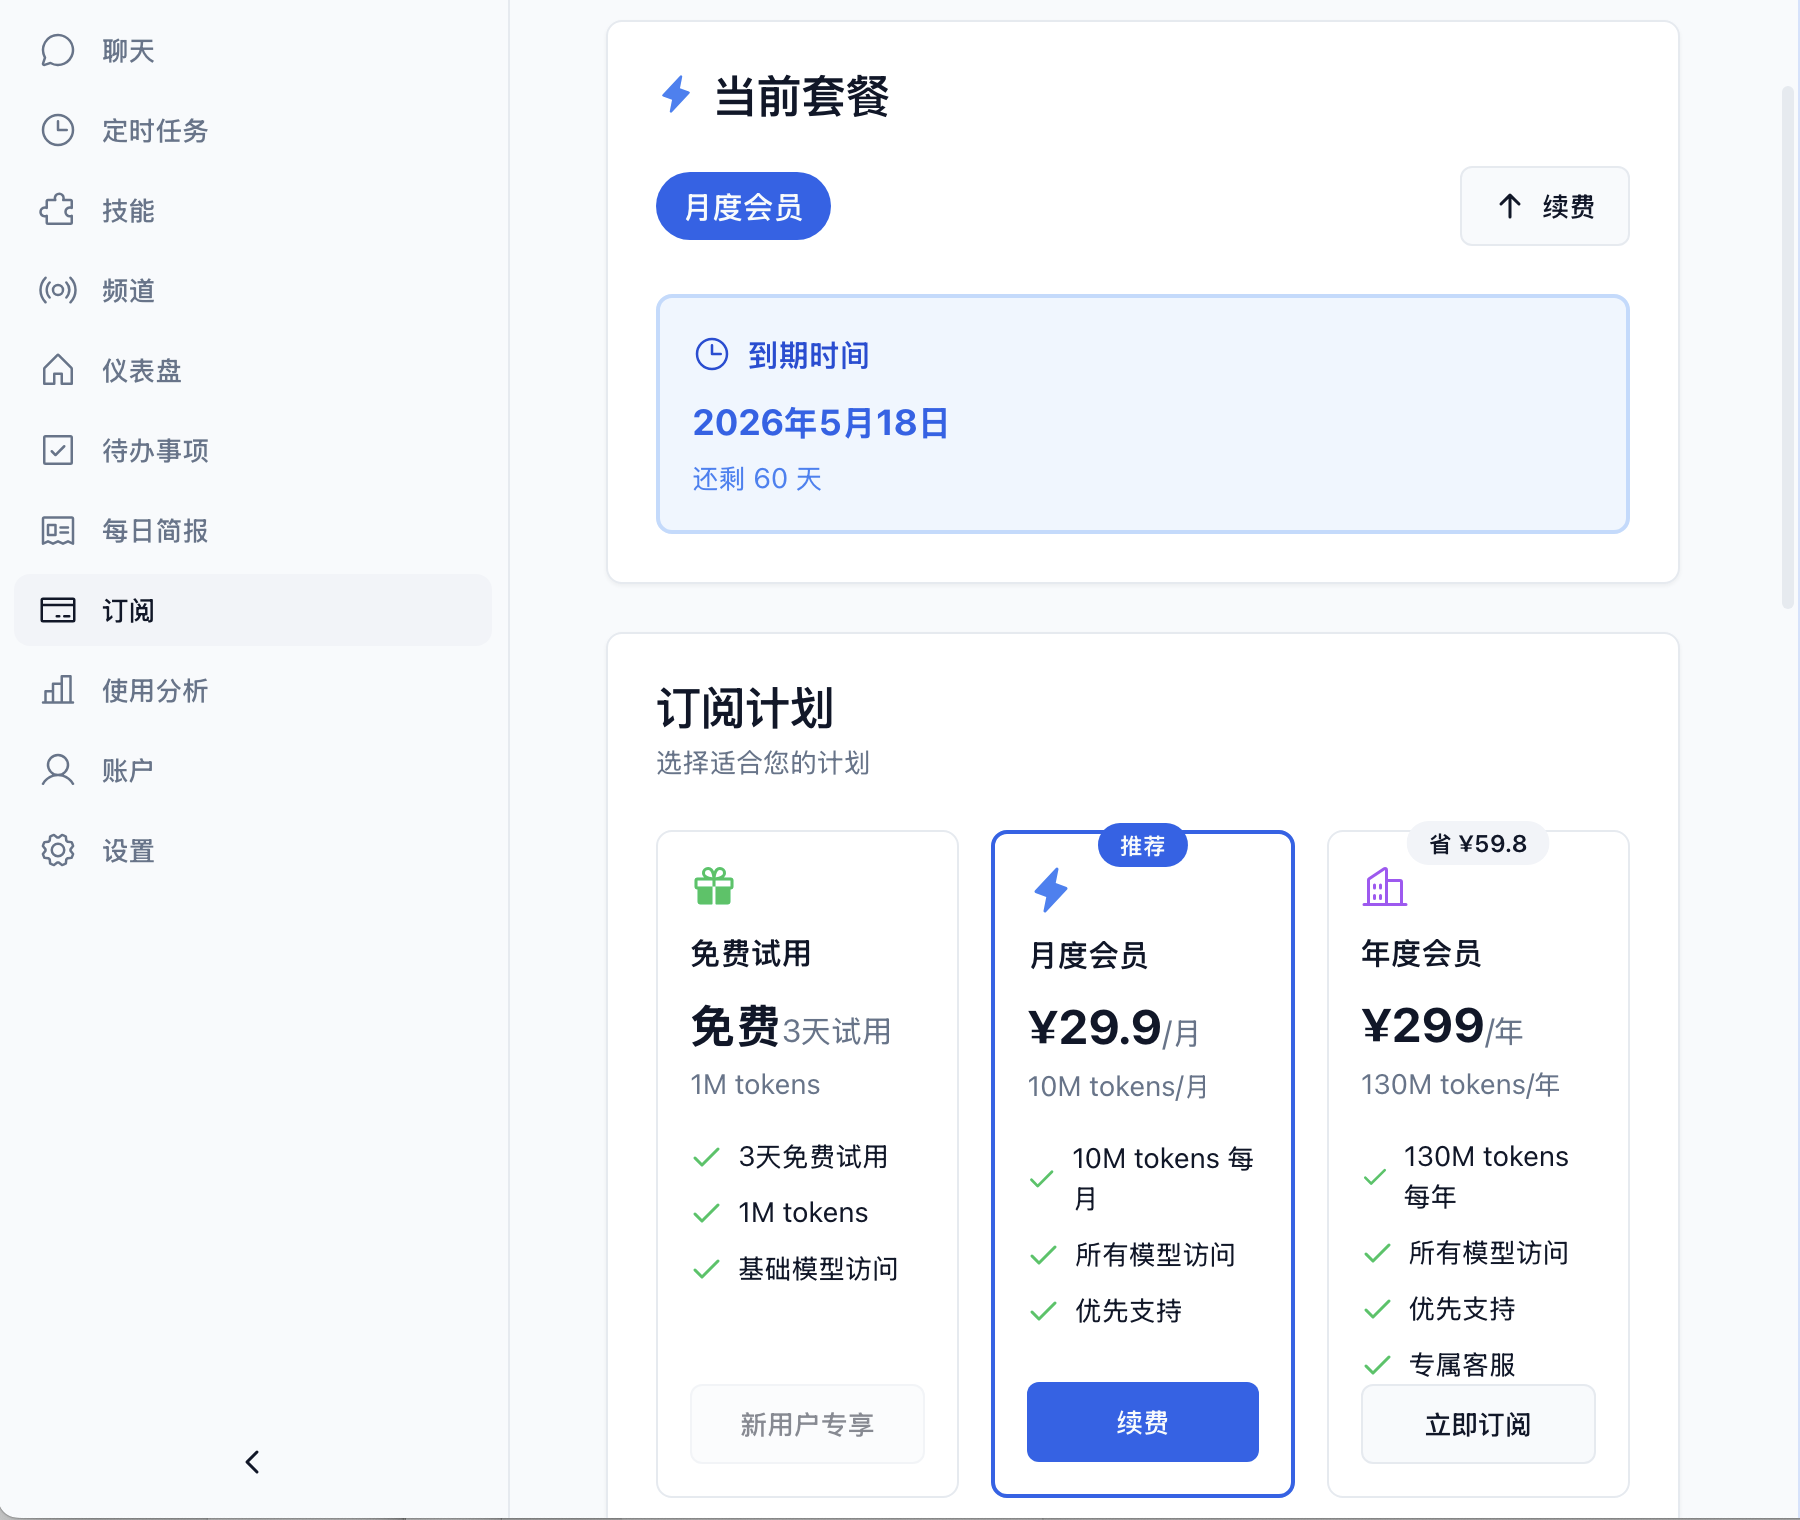 聊天
定时任务
技能
频道
仪表盘
待办事项
每日简报
订阅
使用分析
账户
设置
当前套餐
月度会员
续费
到期时间
2026年5月18日
还剩 60 天
订阅计划
选择适合您的计划
免费试用
免费3天试用
1M tokens
3天免费试用
1M tokens
基础模型访问
新用户专享
推荐
月度会员
¥29.9/月
10M tokens/月
10M tokens 每
月
所有模型访问
优先支持
续费
省 ¥59.8
年度会员
¥299/年
130M tokens/年
130M tokens
每年
所有模型访问
优先支持
专属客服
立即订阅